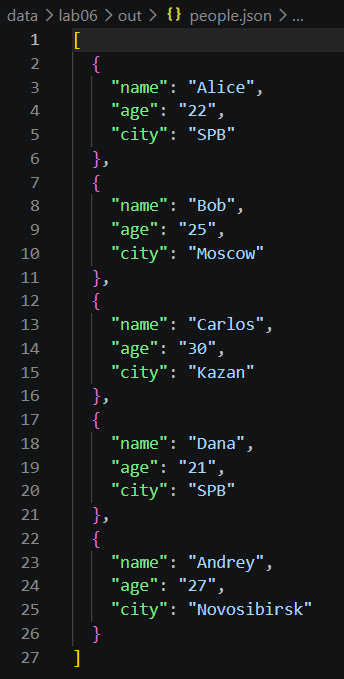 data > lab06 > out > {} people.json > ...
1 [
2   {
3     "name": "Alice",
4     "age": "22",
5     "city": "SPB"
6   },
7   {
8     "name": "Bob",
9     "age": "25",
10     "city": "Moscow"
11   },
12   {
13     "name": "Carlos",
14     "age": "30",
15     "city": "Kazan"
16   },
17   {
18     "name": "Dana",
19     "age": "21",
20     "city": "SPB"
21   },
22   {
23     "name": "Andrey",
24     "age": "27",
25     "city": "Novosibirsk"
26   }
27 ]